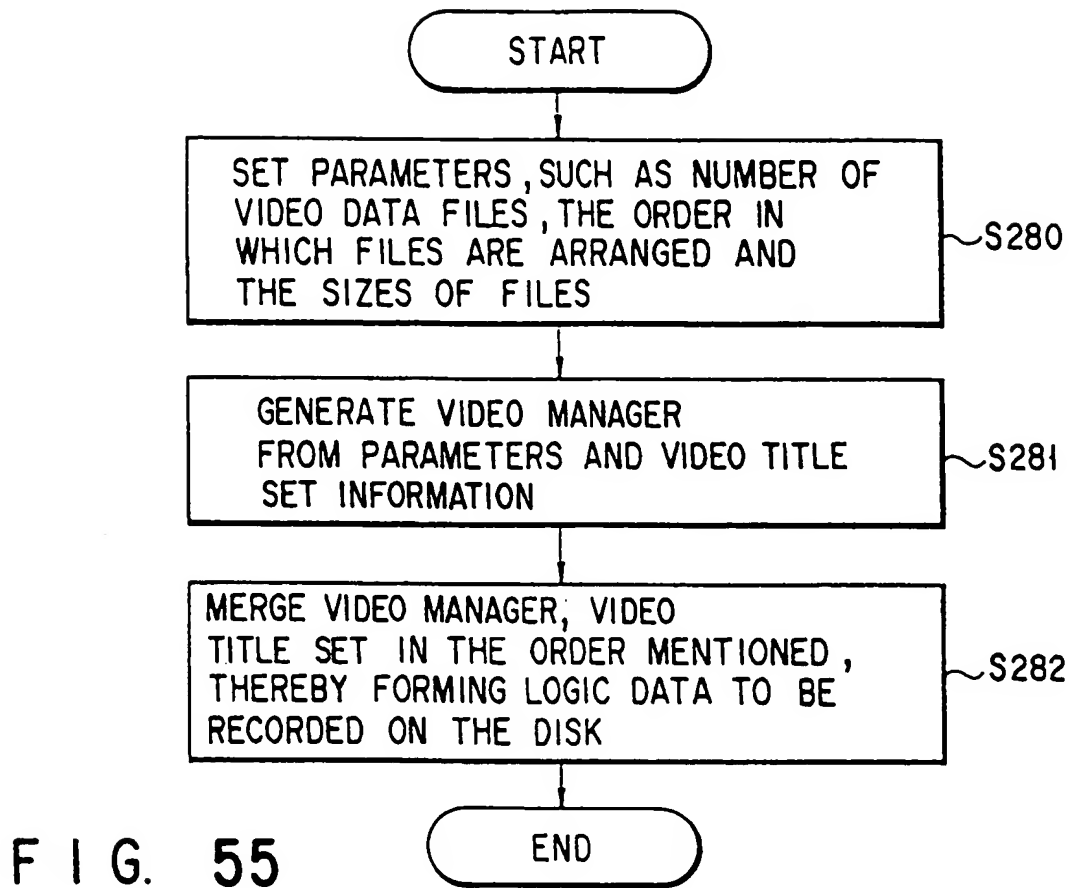 START
SET PARAMETERS, SUCH AS NUMBER OF
VIDEO DATA FILES, THE ORDER IN
WHICH FILES ARE ARRANGED AND
THE SIZES OF FILES
S280
GENERATE VIDEO MANAGER
FROM PARAMETERS AND VIDEO TITLE
SET INFORMATION
S281
MERGE VIDEO MANAGER, VIDEO
TITLE SET IN THE ORDER MENTIONED,
THEREBY FORMING LOGIC DATA TO BE
RECORDED ON THE DISK
S282
END
FIG. 55